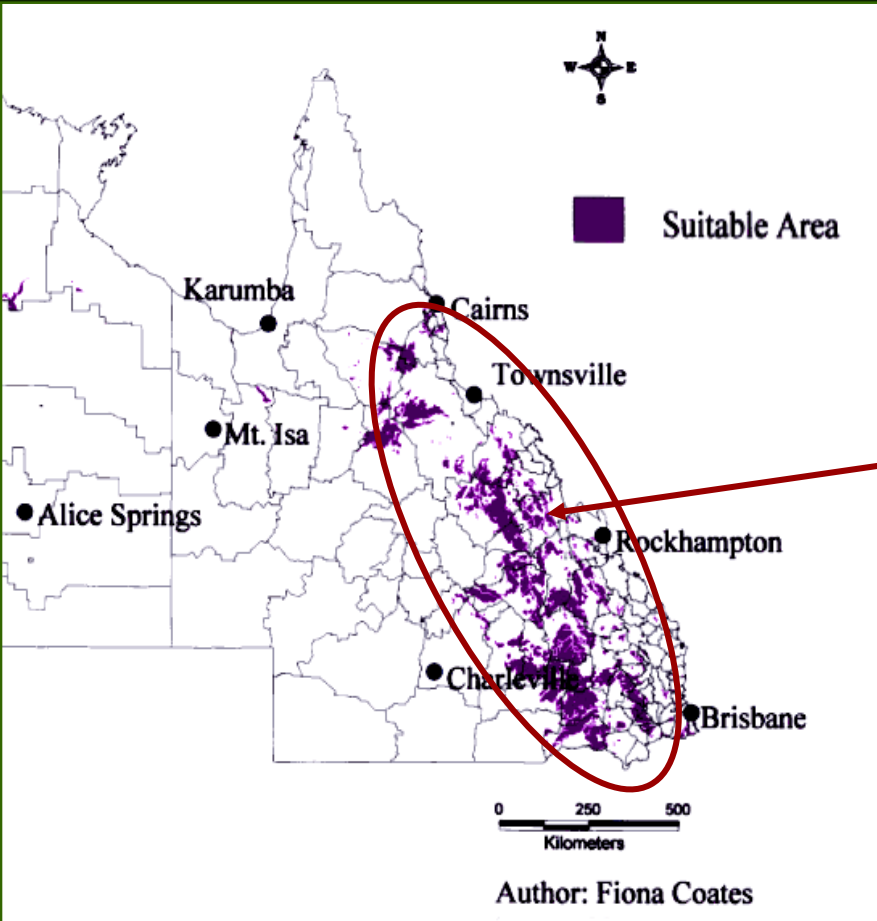 N
W E
S
Suitable Area
Karumba
Cairns
Townsville
Mt. Isa
Alice Springs
Rockhampton
Charleville
Brisbane
0 250 500
Kilometers
Author: Fiona Coates